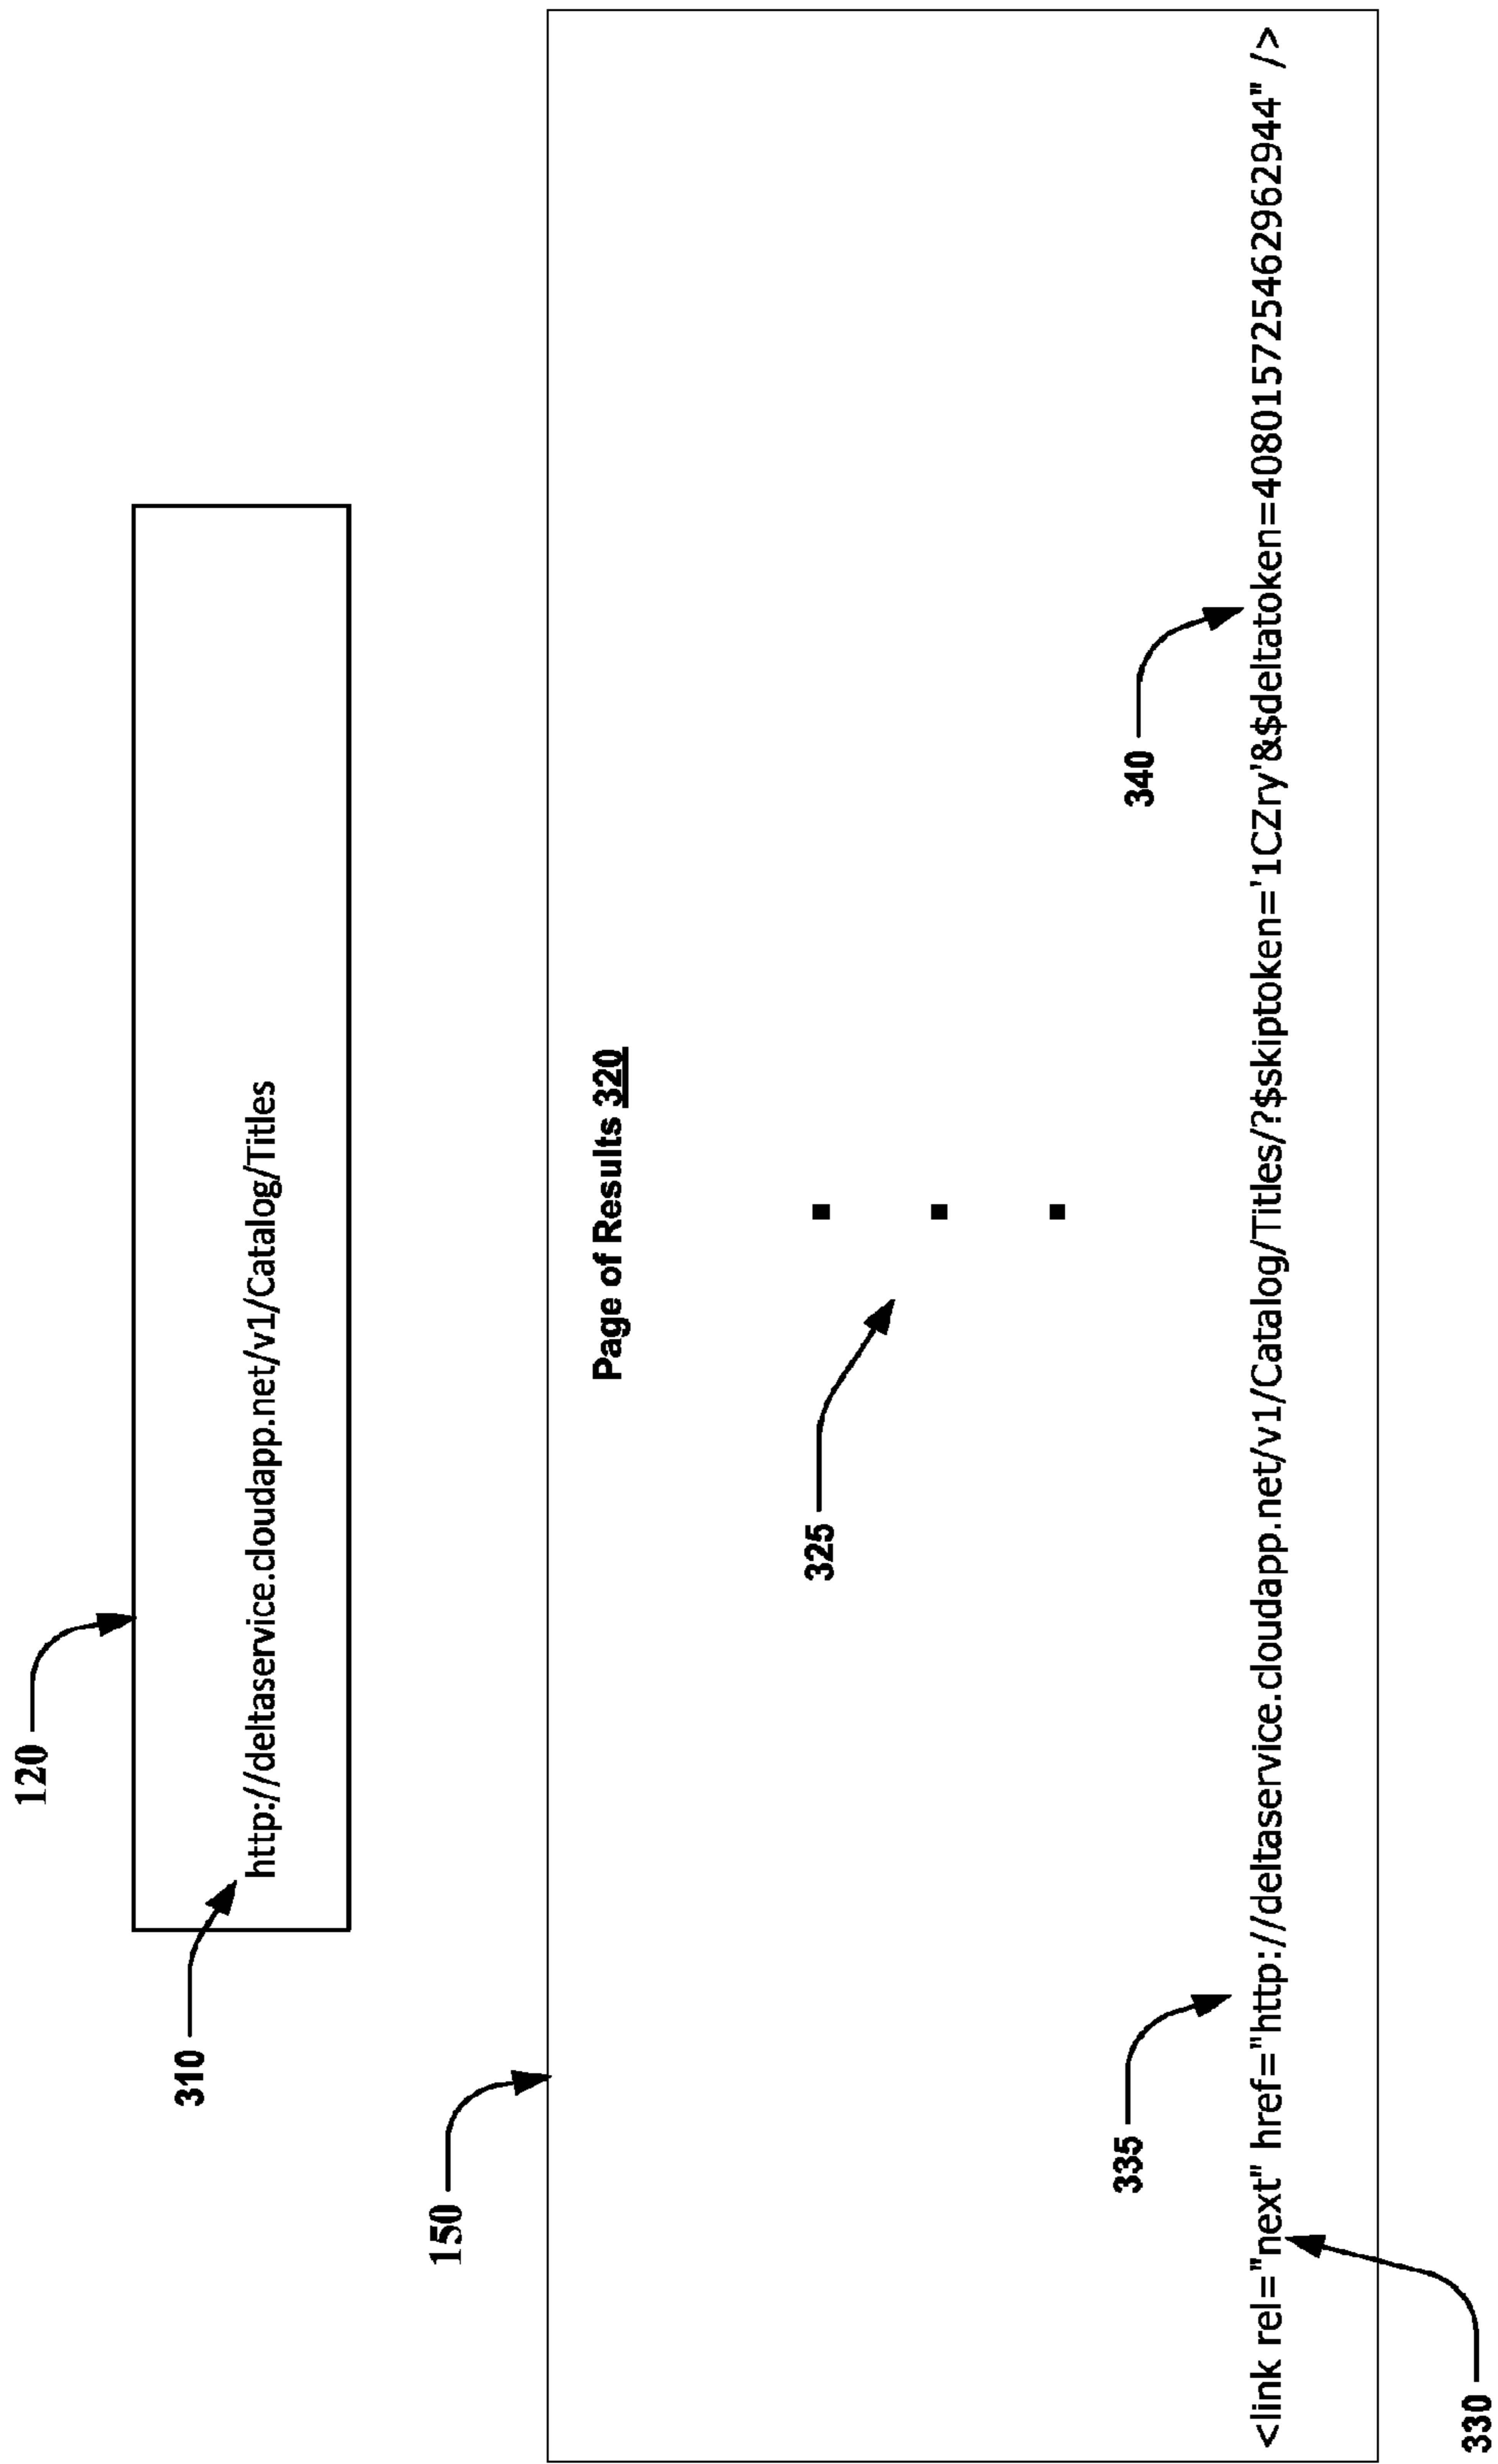 120
310
http://deltaservice.cloudapp.net/v1/Catalog/Titles
150
Page of Results 320
325
335
340
<link rel="next" href="http://deltaservice.cloudapp.net/v1/Catalog/Titles/?$skiptoken='1CZry'&$deltatoken=4080157254629629​44" />
330